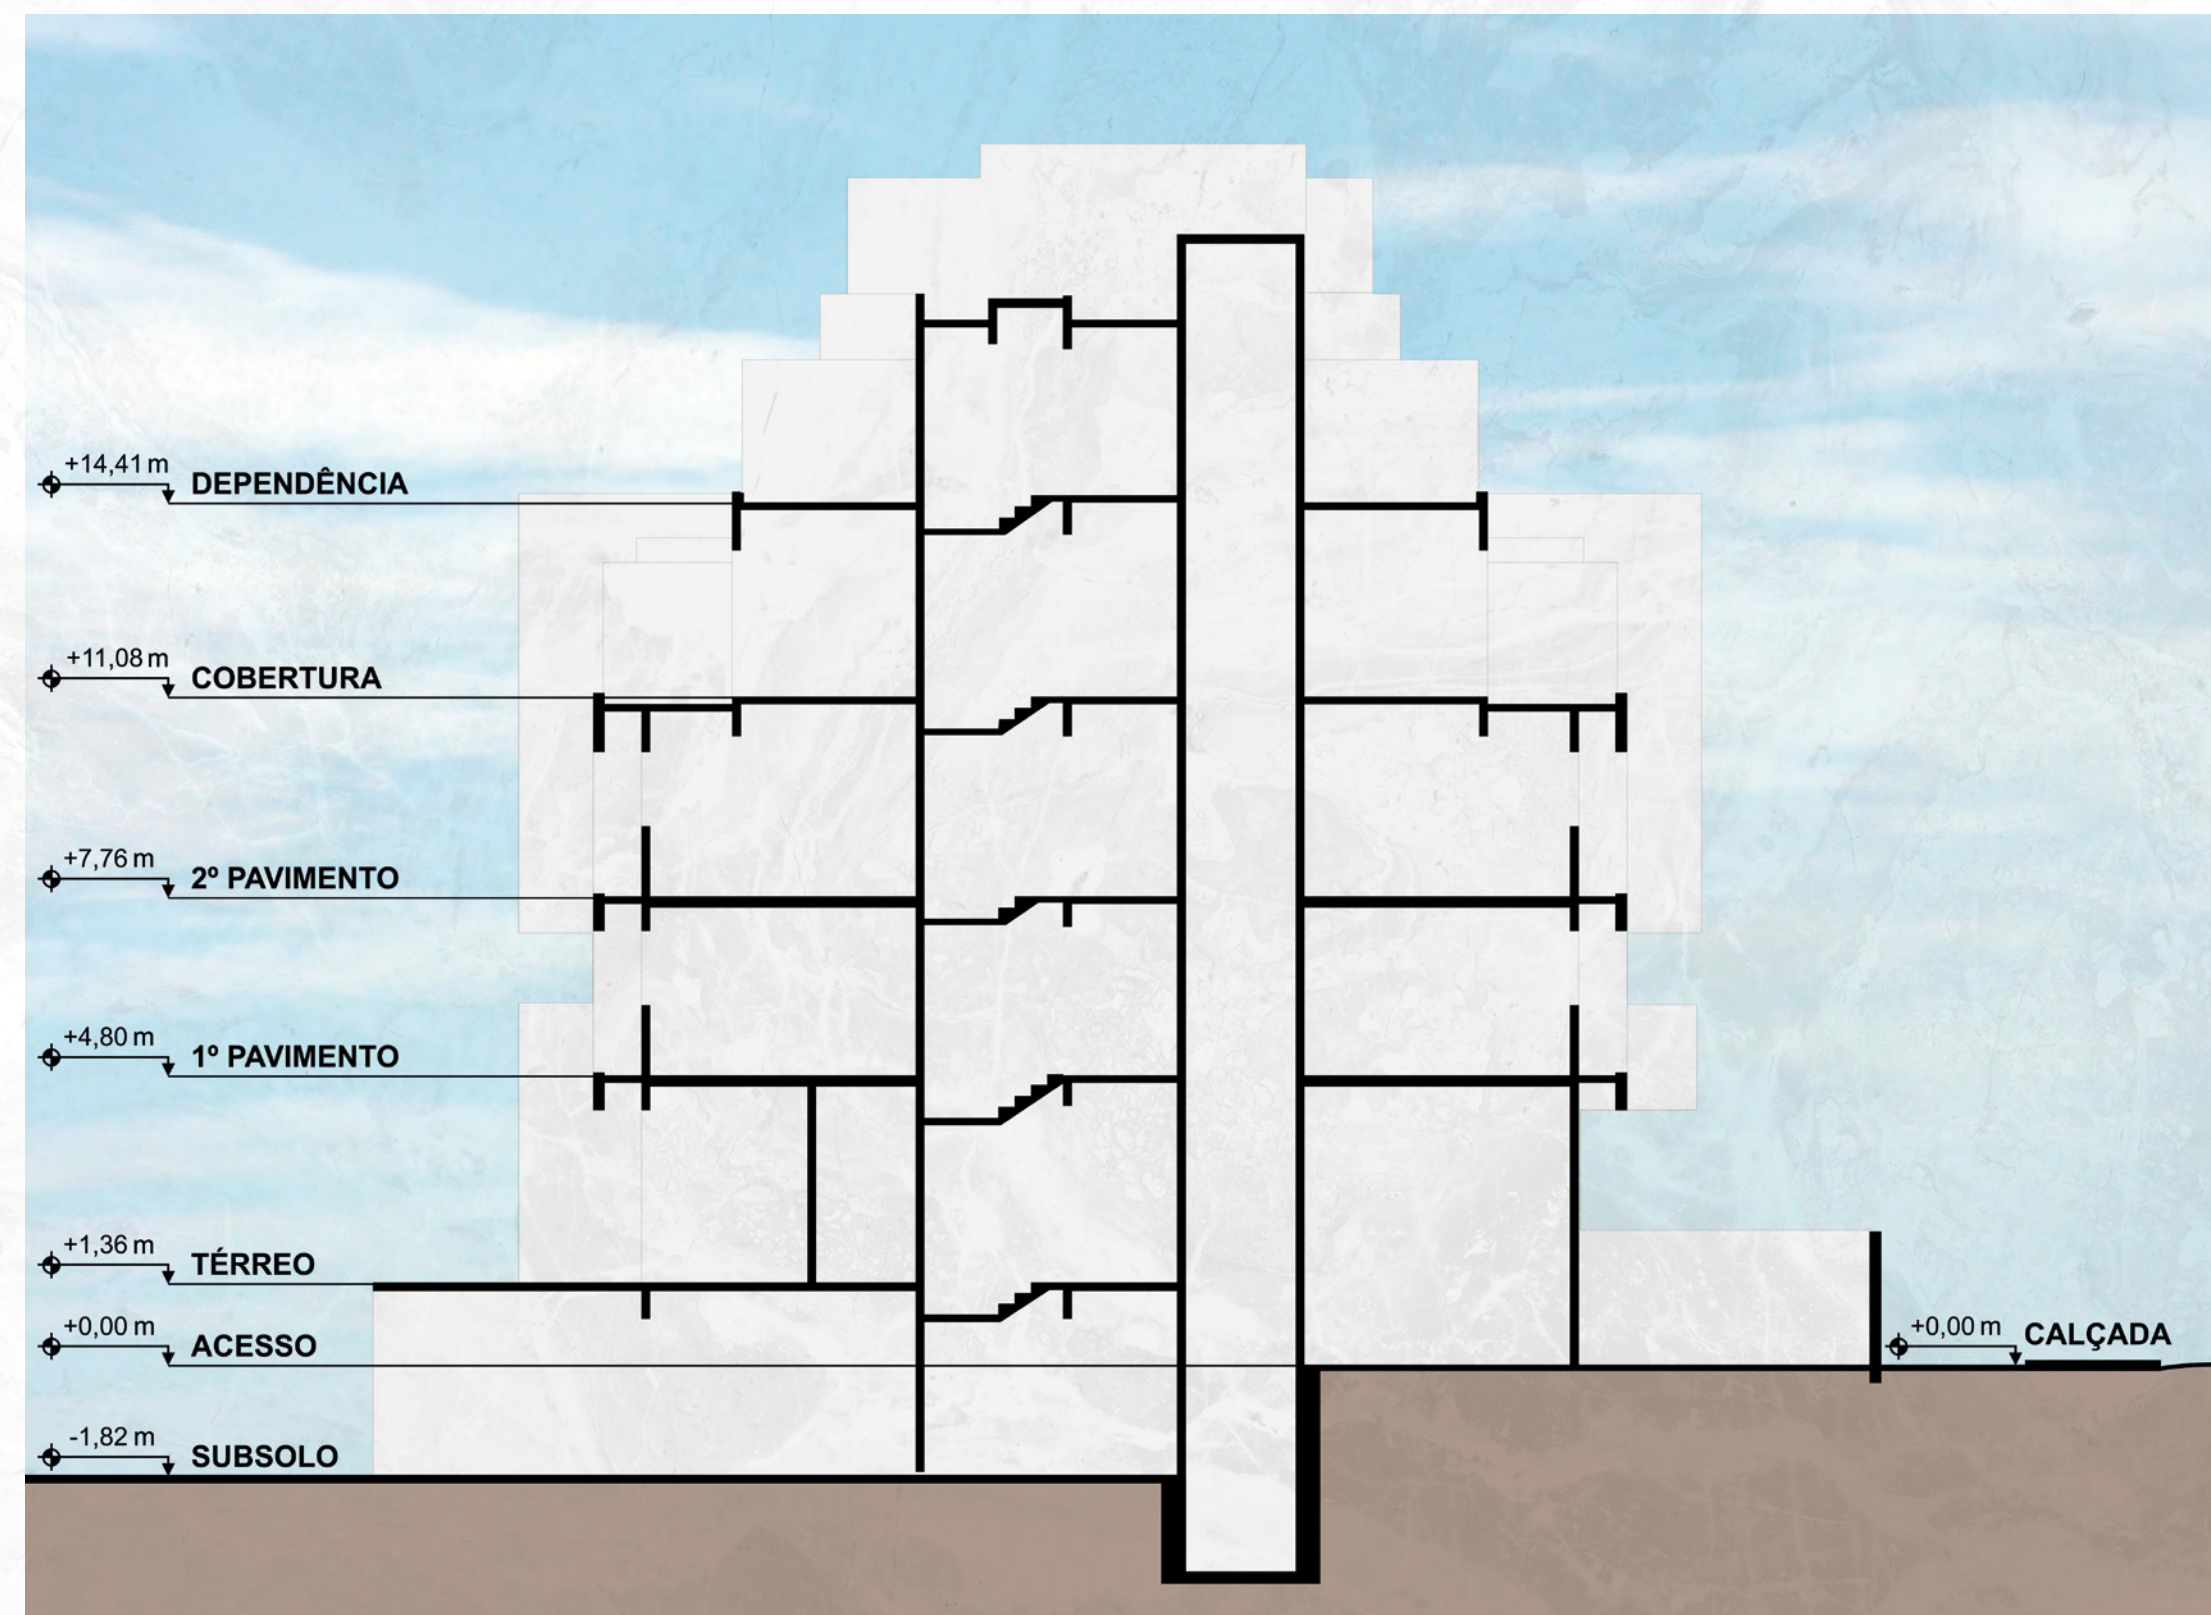 +14,41 m
DEPENDÊNCIA
+11,08 m
COBERTURA
+7,76 m
2º PAVIMENTO
+4,80 m
1º PAVIMENTO
+1,36 m
TÉRREO
+0,00 m
ACESSO
+0,00 m
CALÇADA
-1,82 m
SUBSOLO